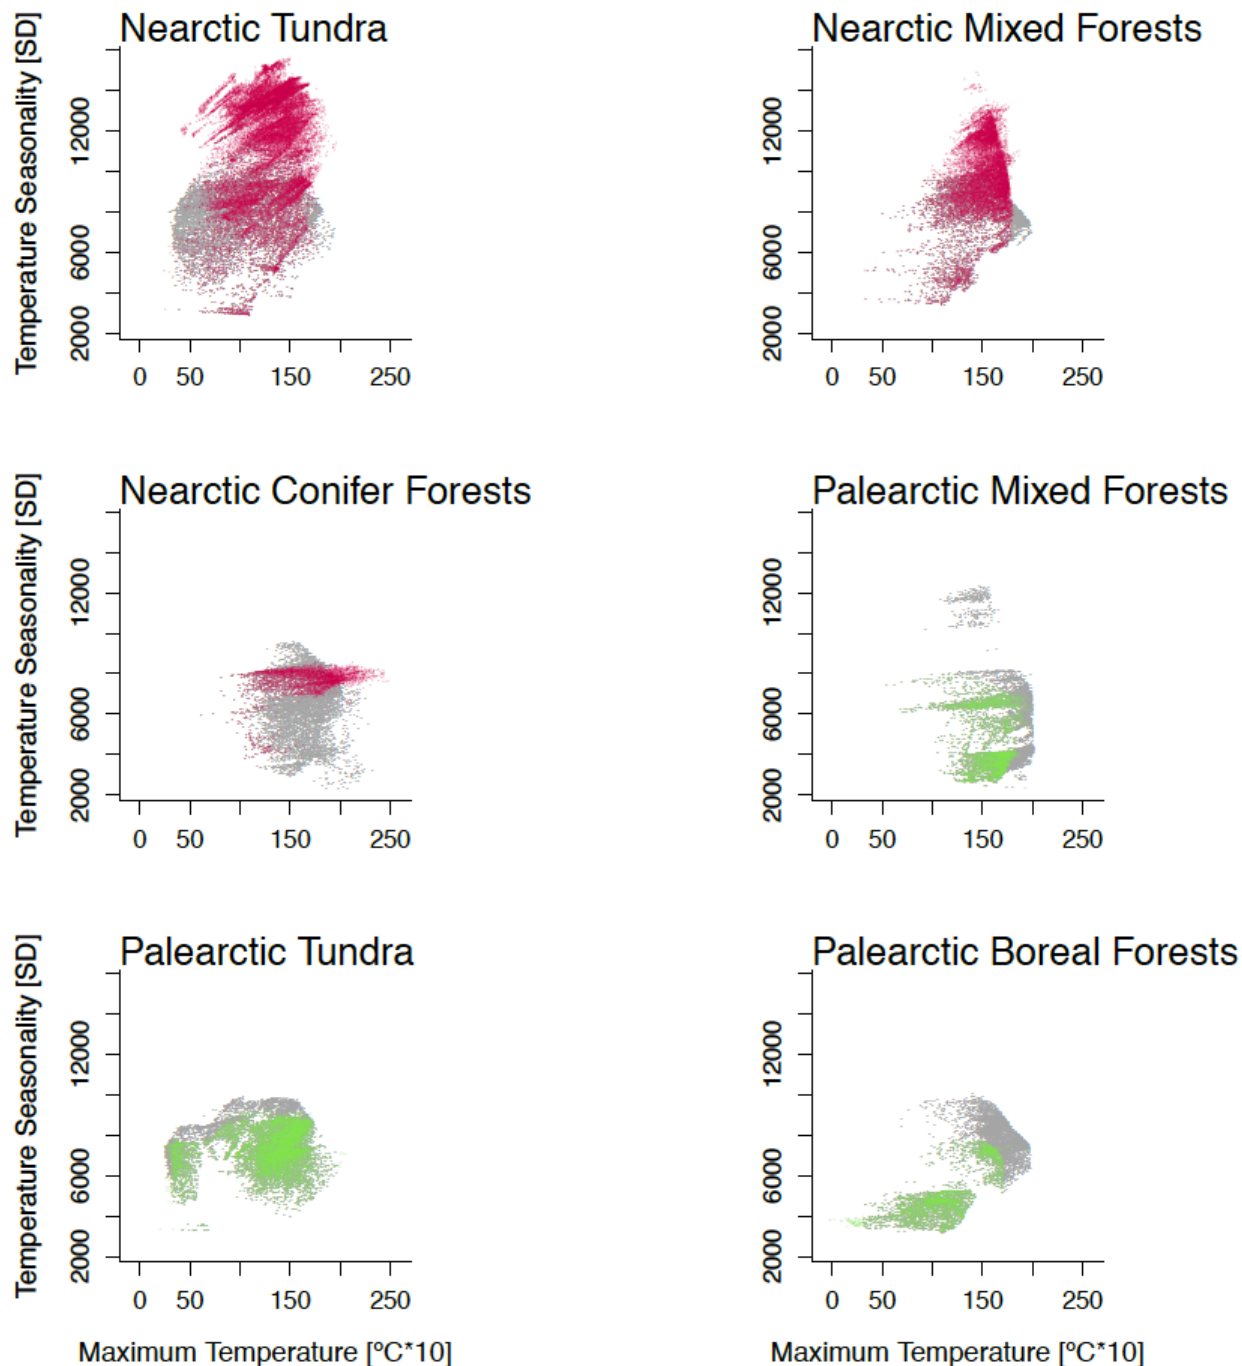 Nearctic Tundra
Nearctic Mixed Forests
Temperature Seasonality [SD]
12000
6000
2000
12000
6000
2000
0 50 150 250
0 50 150 250
Nearctic Conifer Forests
Palearctic Mixed Forests
Temperature Seasonality [SD]
12000
6000
2000
12000
6000
2000
0 50 150 250
0 50 150 250
Palearctic Tundra
Palearctic Boreal Forests
Temperature Seasonality [SD]
12000
6000
2000
12000
6000
2000
0 50 150 250
0 50 150 250
Maximum Temperature [ºC*10]
Maximum Temperature [ºC*10]